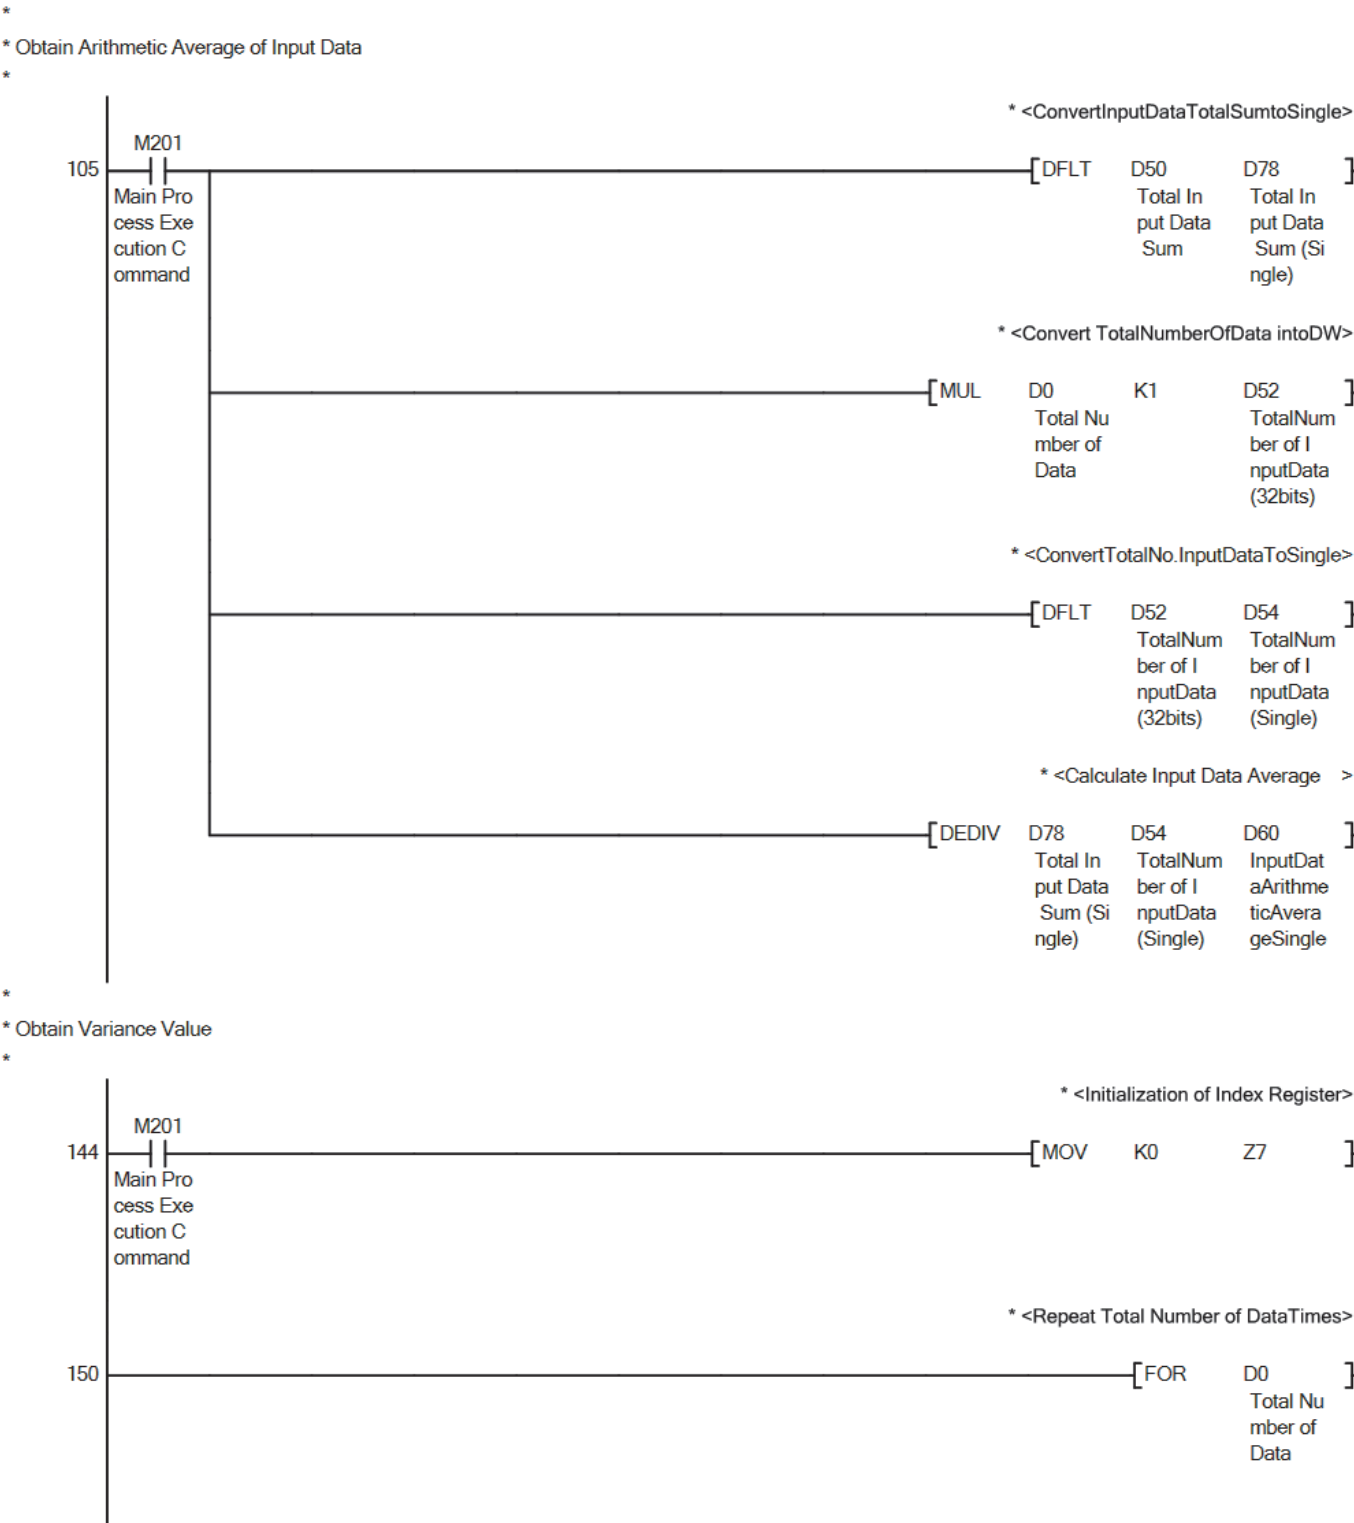 *
* Obtain Arithmetic Average of Input Data
*
* <ConvertInputDataTotalSumtoSingle>
M201
105 [DFLT D50 D78 ]
Main Pro Total In Total In
cess Exe put Data put Data
cution C Sum Sum (Si
ommand ngle)
* <Convert TotalNumberOfData intoDW>
[MUL D0 K1 D52 ]
Total Nu TotalNum
mber of ber of I
Data nputData
(32bits)
* <ConvertTotalNo.InputDataToSingle>
[DFLT D52 D54 ]
TotalNum TotalNum
ber of I ber of I
nputData nputData
(32bits) (Single)
* <Calculate Input Data Average >
[DEDIV D78 D54 D60 ]
Total In TotalNum InputDat
put Data ber of I aArithme
Sum (Si nputData ticAvera
ngle) (Single) geSingle
*
* Obtain Variance Value
*
* <Initialization of Index Register>
M201
144 [MOV K0 Z7 ]
Main Pro
cess Exe
cution C
ommand
* <Repeat Total Number of DataTimes>
150 [FOR D0 ]
Total Nu
mber of
Data